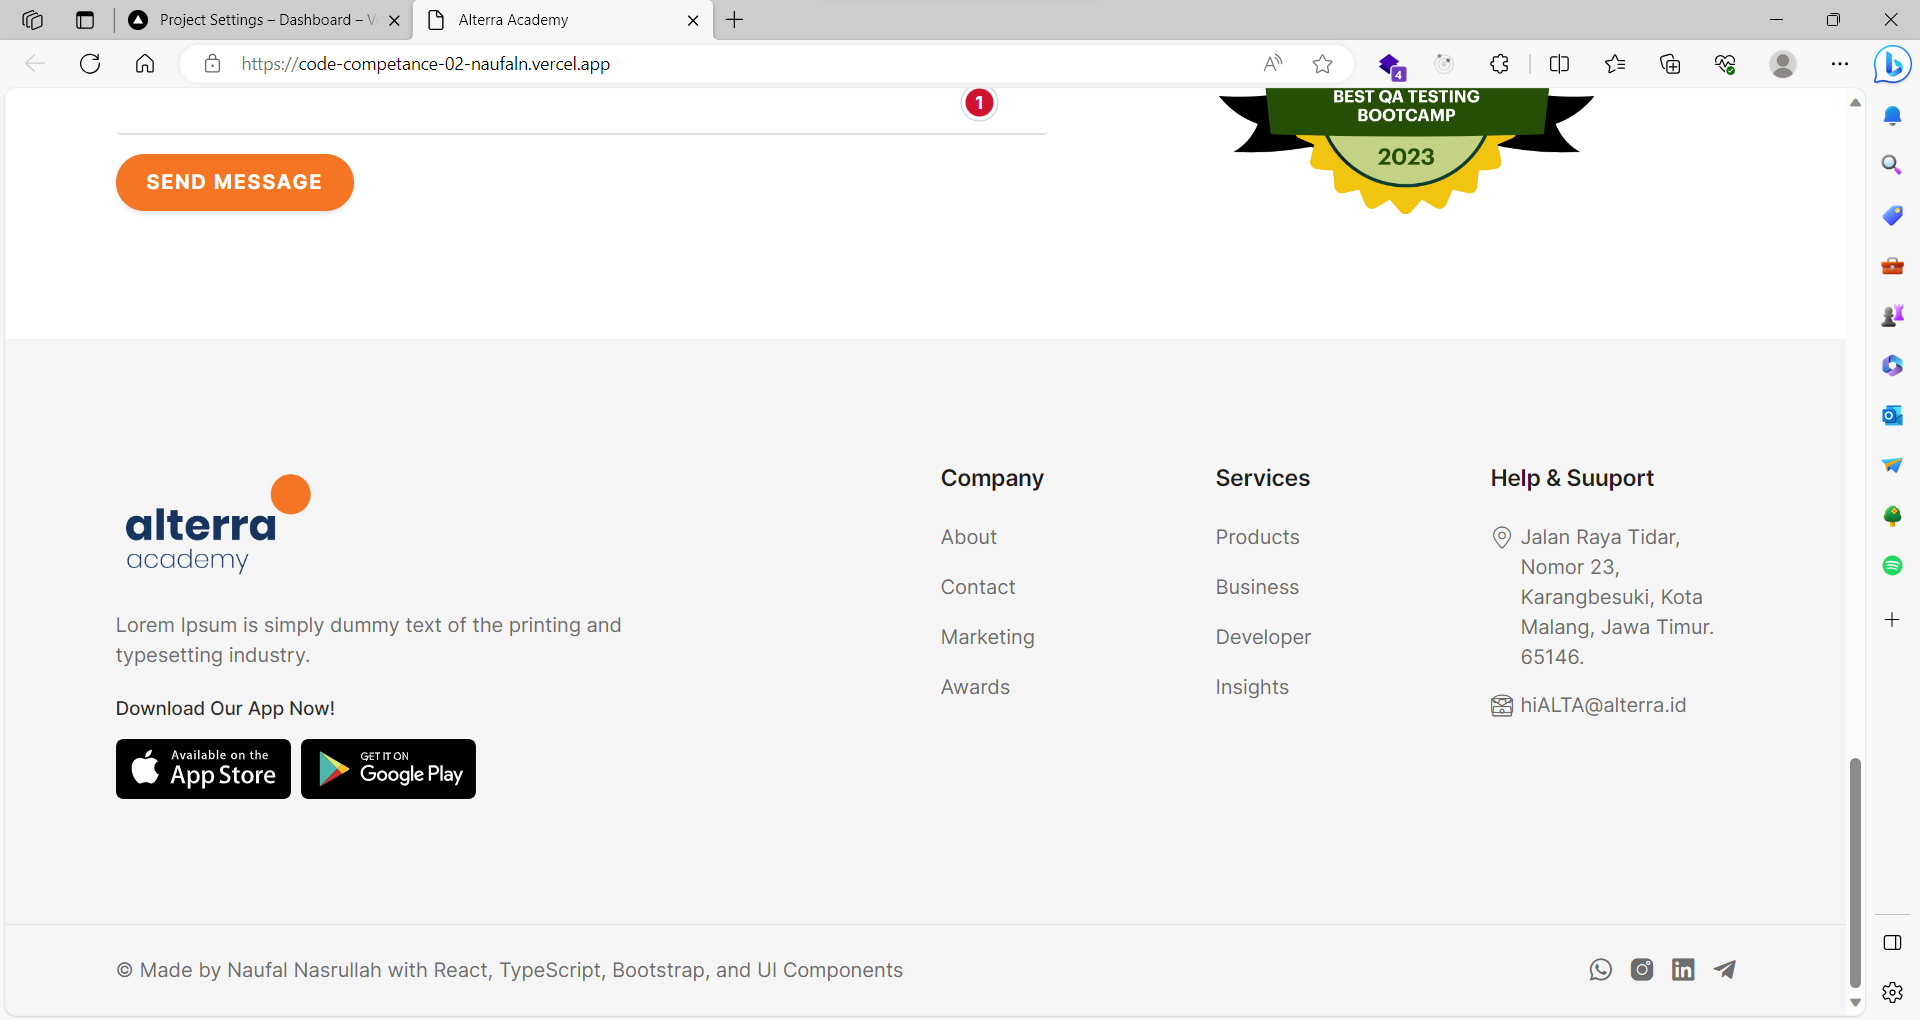 Project Settings – Dashboard – V
Alterra Academy
https://code-competance-02-naufaln.vercel.app
4
1
BEST QA TESTING
BOOTCAMP
2023
SEND MESSAGE
alterra
academy
Lorem Ipsum is simply dummy text of the printing and
typesetting industry.
Download Our App Now!
Available on the
App Store
GET IT ON
Google Play
Company
About
Contact
Marketing
Awards
Services
Products
Business
Developer
Insights
Help & Suuport
Jalan Raya Tidar,
Nomor 23,
Karangbesuki, Kota
Malang, Jawa Timur.
65146.
hiALTA@alterra.id
© Made by Naufal Nasrullah with React, TypeScript, Bootstrap, and UI Components